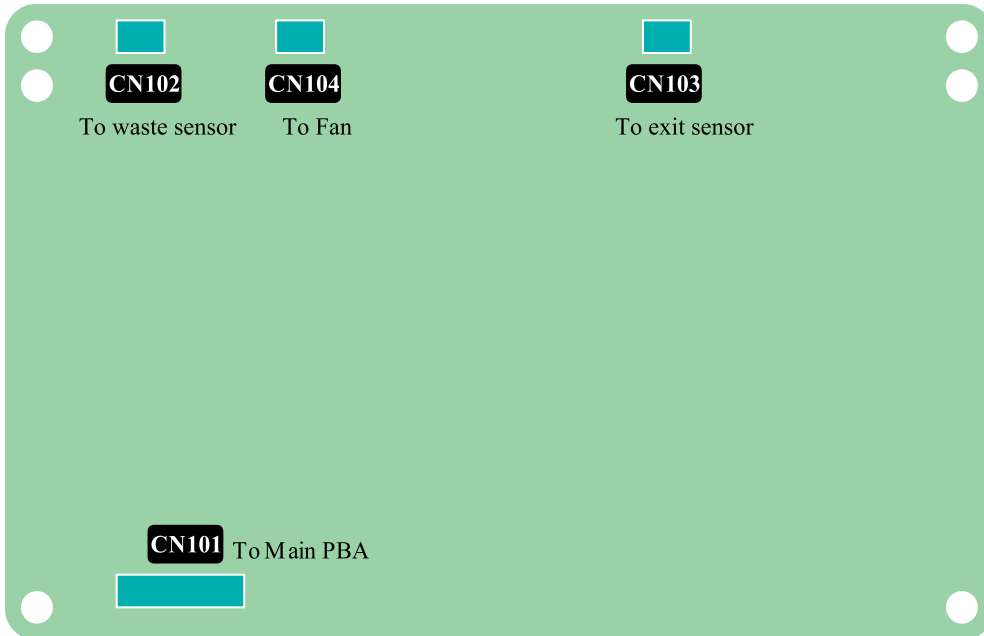 CN102 CN104 CN103
To waste sensor To Fan To exit sensor
CN101 To Main PBA